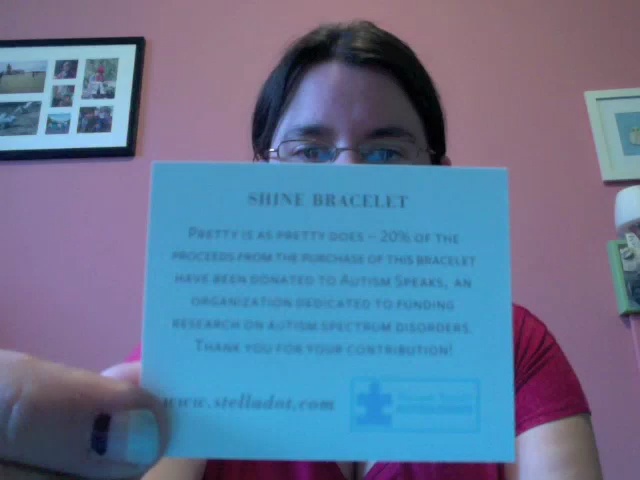 SHINE BRACELET
PRETTY IS AS PRETTY DOES – 20% OF THE
PROCEEDS FROM THE PURCHASE OF THIS BRACELET
HAVE BEEN DONATED TO AUTISM SPEAKS, AN
ORGANIZATION DEDICATED TO FUNDING
RESEARCH ON AUTISM SPECTRUM DISORDERS.
THANK YOU FOR YOUR CONTRIBUTION!
www.stelladot.com